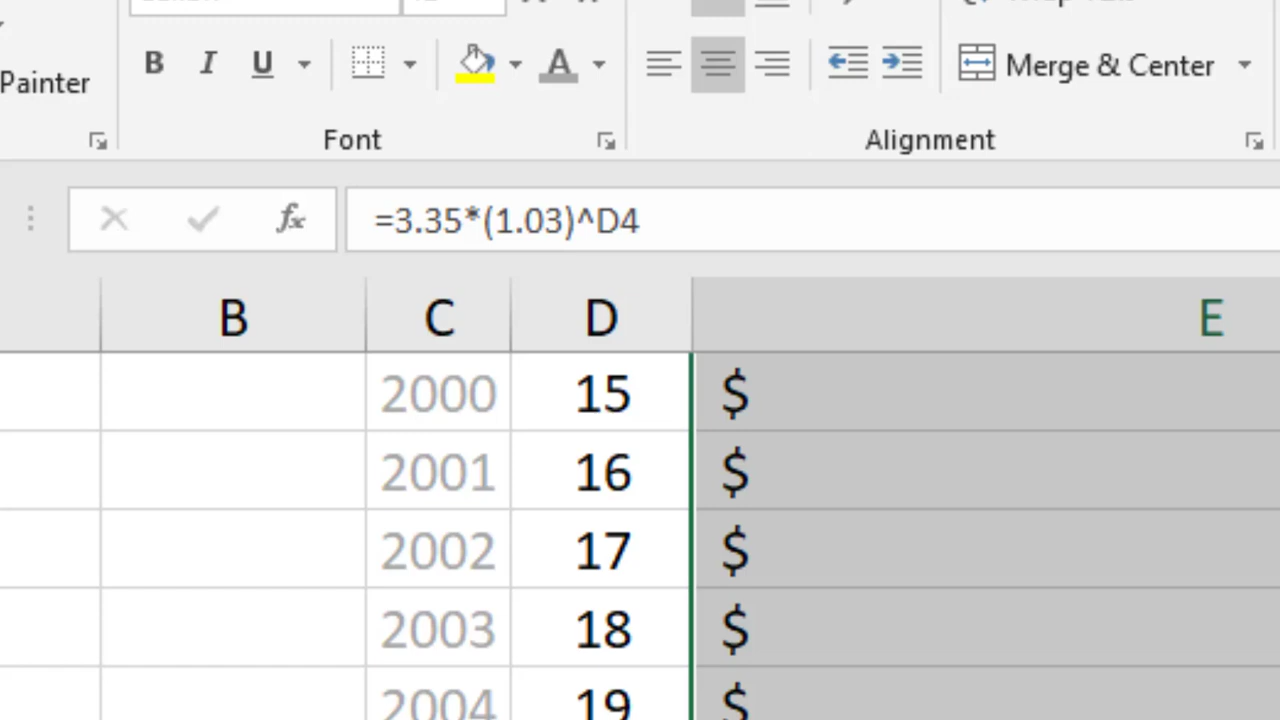 Painter
B I U
A
Merge & Center
Font
Alignment
fx
=3.35*(1.03)^D4
B C D E
2000 15 $
2001 16 $
2002 17 $
2003 18 $
2004 19 $